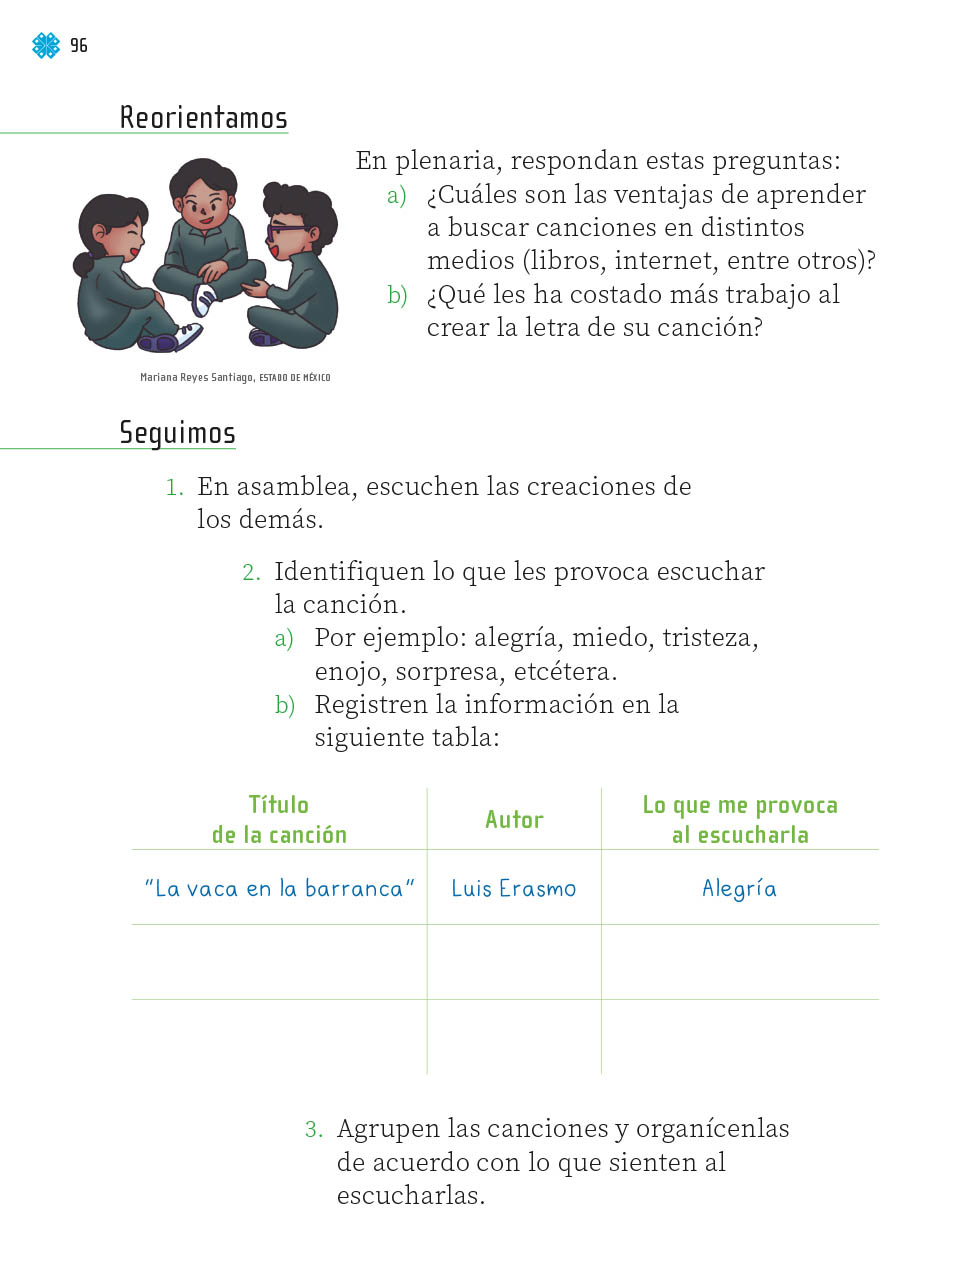 96
Reorientamos
En plenaria, respondan estas preguntas:
a) ¿Cuáles son las ventajas de aprender
a buscar canciones en distintos
medios (libros, internet, entre otros)?
b) ¿Qué les ha costado más trabajo al
crear la letra de su canción?
Mariana Reyes Santiago, ESTADO DE MÉXICO
Seguimos
1. En asamblea, escuchen las creaciones de
los demás.
2. Identifiquen lo que les provoca escuchar
la canción.
a) Por ejemplo: alegría, miedo, tristeza,
enojo, sorpresa, etcétera.
b) Registren la información en la
siguiente tabla:
Título
de la canción
Autor
Lo que me provoca
al escucharla
"La vaca en la barranca"
Luis Erasmo
Alegría
3. Agrupen las canciones y organícenlas
de acuerdo con lo que sienten al
escucharlas.